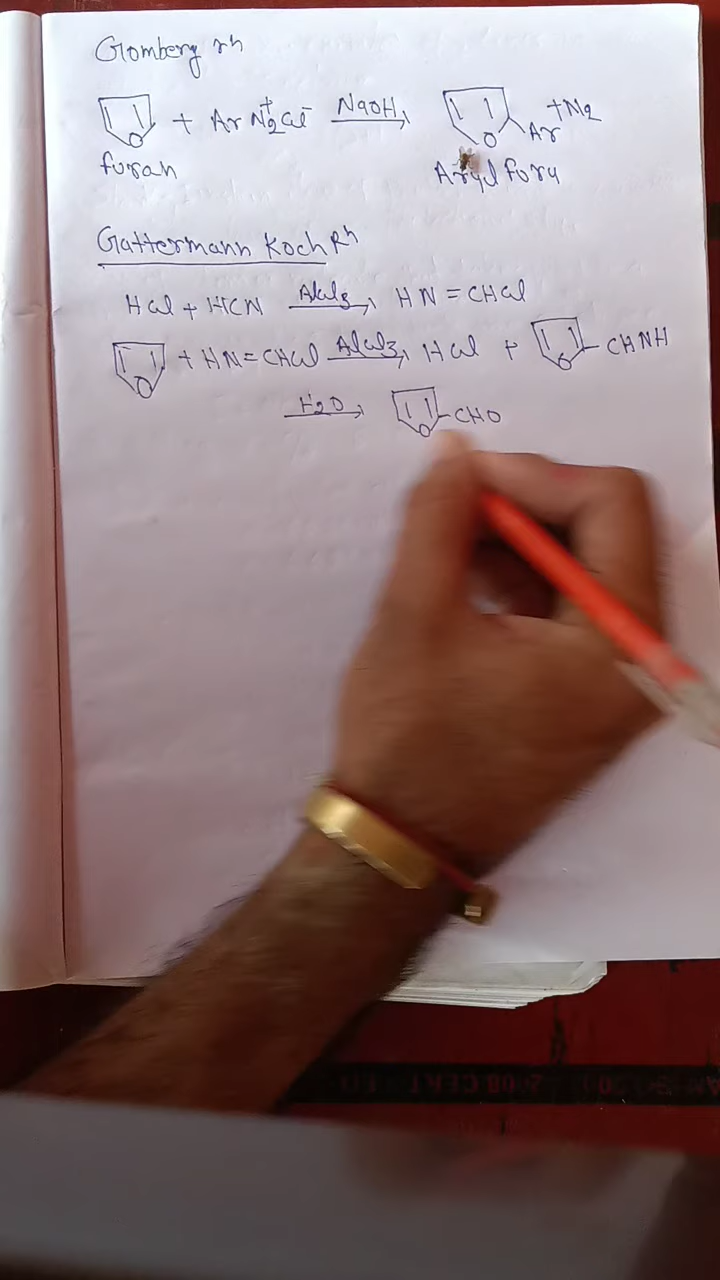 Gomberg rn
O + ArN2+Cl- NaOH → O Ar + N2
furan Aryl fura
Gattermann Koch Rn
HCl + HCN AlCl3 → HN = CHCl
O + HN = CHCl AlCl3 → HCl + O - CHNH
H2O → O - CHO